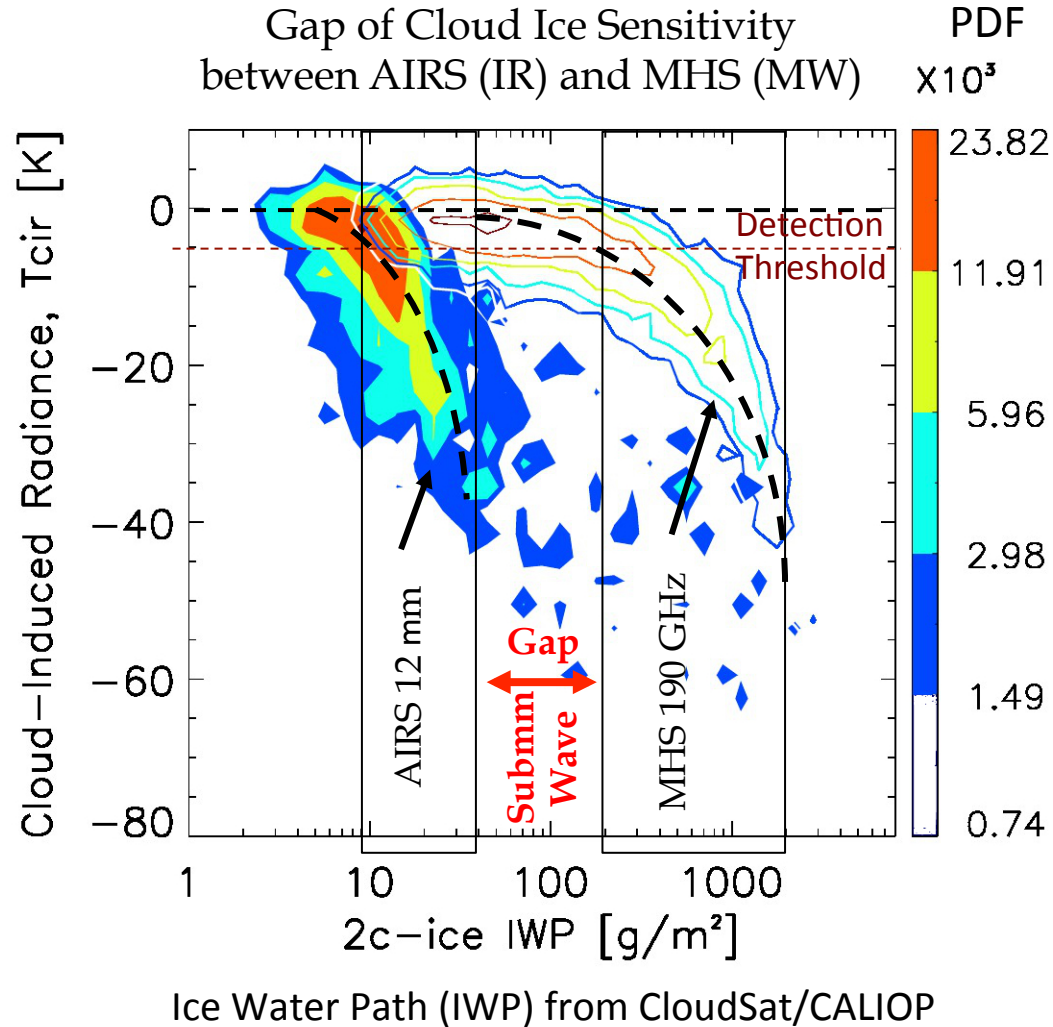 Gap of Cloud Ice Sensitivity
between AIRS (IR) and MHS (MW)
PDF
X10³
Cloud-Induced Radiance, Tcir [K]
0
-20
-40
-60
-80
Detection
Threshold
AIRS 12 mm
Gap
Submm
Wave
MHS 190 GHz
23.82
11.91
5.96
2.98
1.49
0.74
1
10
100
1000
2c-ice IWP [g/m²]
Ice Water Path (IWP) from CloudSat/CALIOP